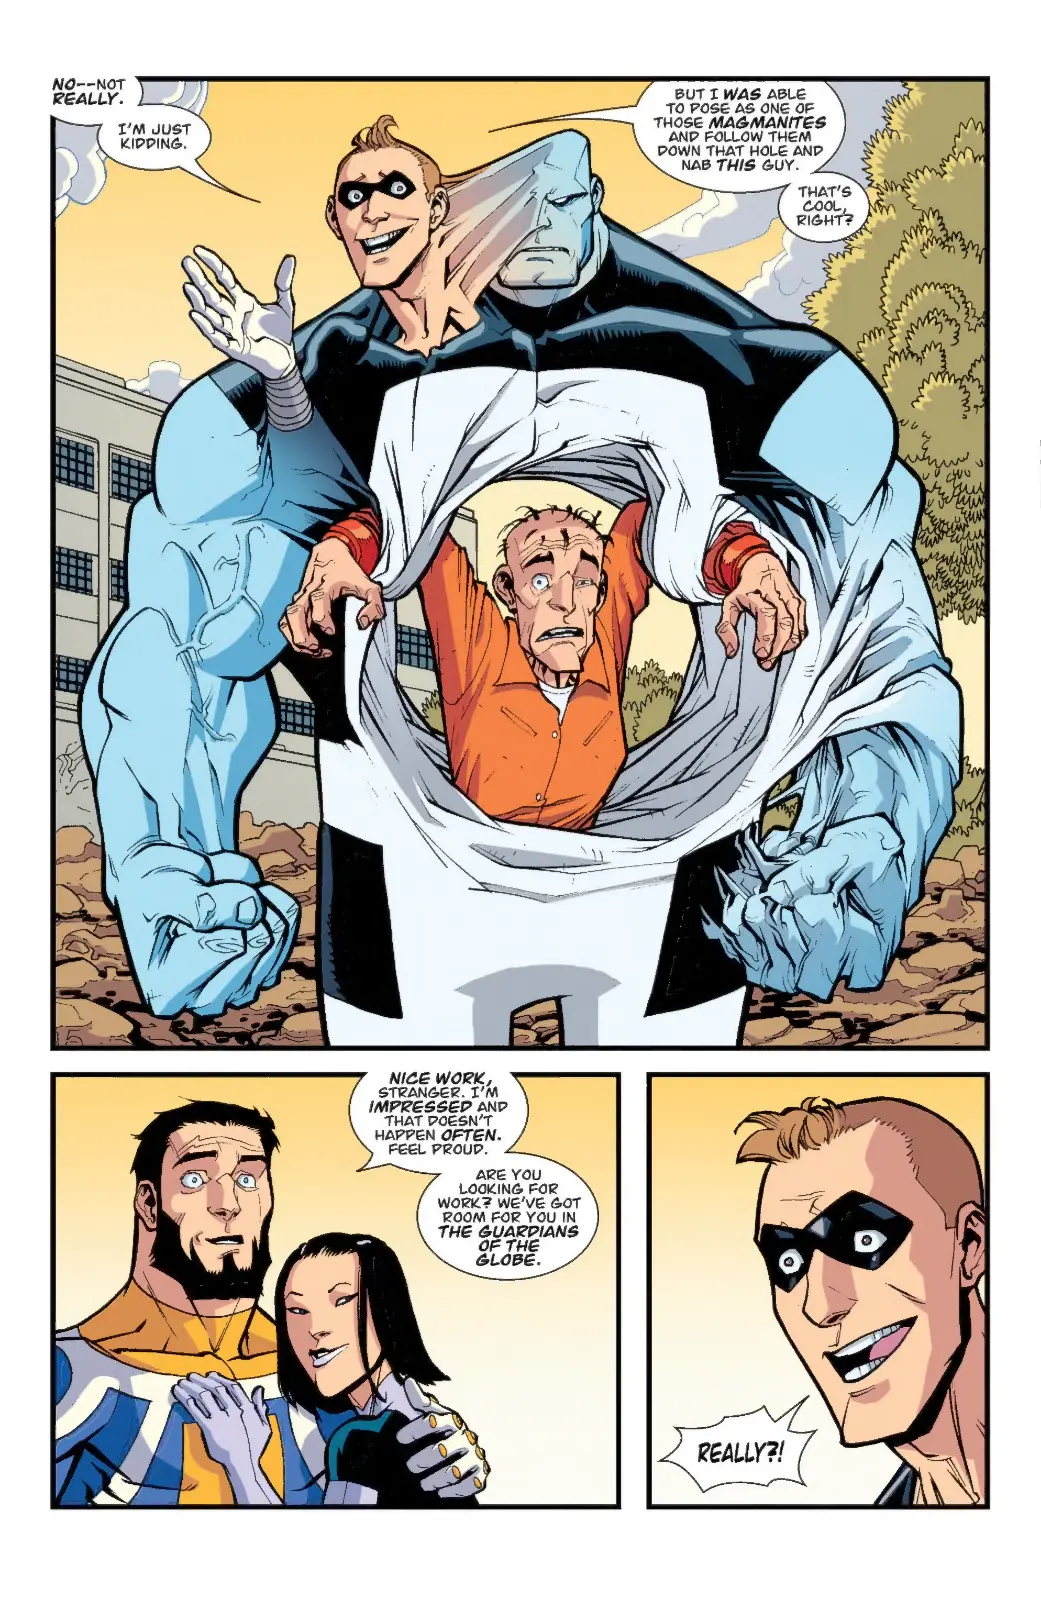 NO--NOT
REALLY.
I'M JUST
KIDDING.
BUT I WAS ABLE
TO POSE AS ONE OF
THOSE MAGMANITES
AND FOLLOW THEM
DOWN THAT HOLE AND
NAB THIS GUY.
THAT'S
COOL,
RIGHT?
NICE WORK,
STRANGER. I'M
IMPRESSED AND
THAT DOESN'T
HAPPEN OFTEN.
FEEL PROUD.
ARE YOU
LOOKING FOR
WORK? WE'VE GOT
ROOM FOR YOU IN
THE GUARDIANS
OF THE
GLOBE.
REALLY?!